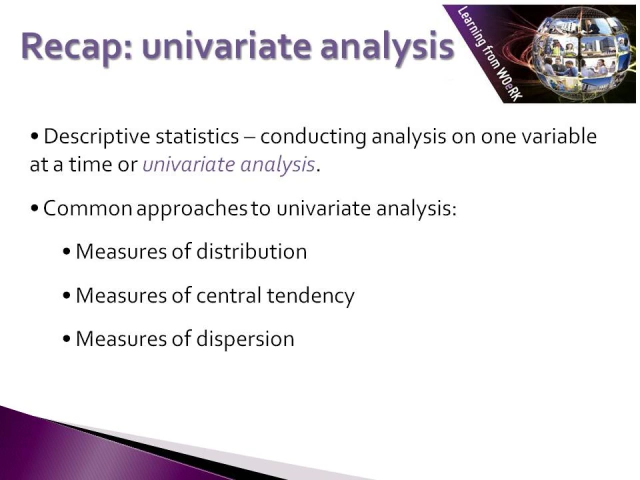 Recap: univariate analysis
Learning from WOeRK
• Descriptive statistics – conducting analysis on one variable
at a time or univariate analysis.
• Common approaches to univariate analysis:
• Measures of distribution
• Measures of central tendency
• Measures of dispersion